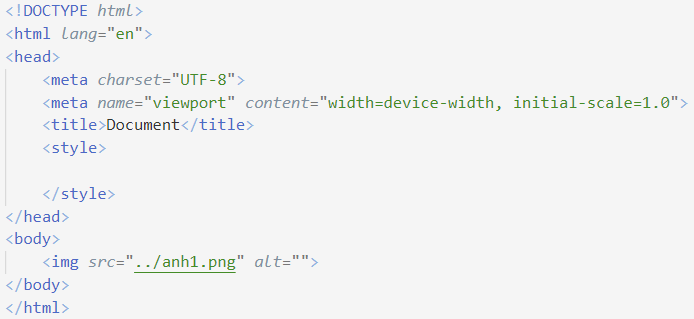 <!DOCTYPE html>
<html lang="en">
<head>
    <meta charset="UTF-8">
    <meta name="viewport" content="width=device-width, initial-scale=1.0">
    <title>Document</title>
    <style>

    </style>
</head>
<body>
    <img src="../anh1.png" alt="">
</body>
</html>